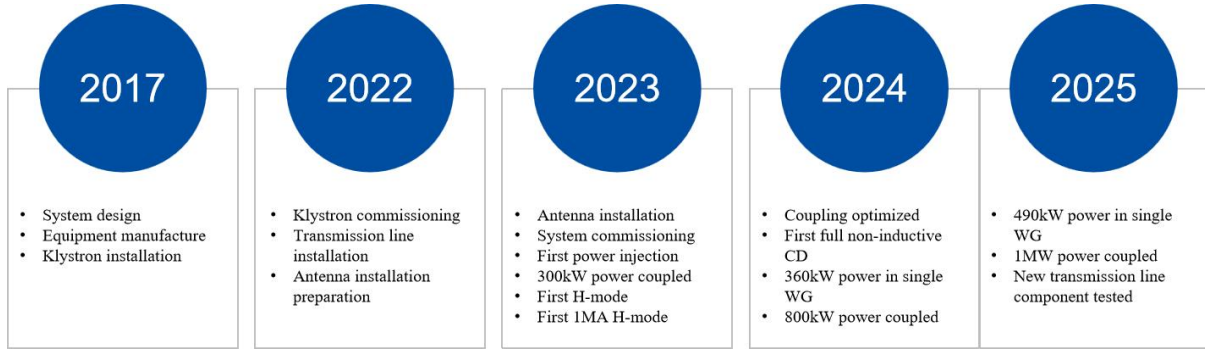 2017
• System design
• Equipment manufacture
• Klystron installation
2022
• Klystron commissioning
• Transmission line
installation
• Antenna installation
preparation
2023
• Antenna installation
• System commissioning
• First power injection
• 300kW power coupled
• First H-mode
• First 1MA H-mode
2024
• Coupling optimized
• First full non-inductive
CD
• 360kW power in single
WG
• 800kW power coupled
2025
• 490kW power in single
WG
• 1MW power coupled
• New transmission line
component tested